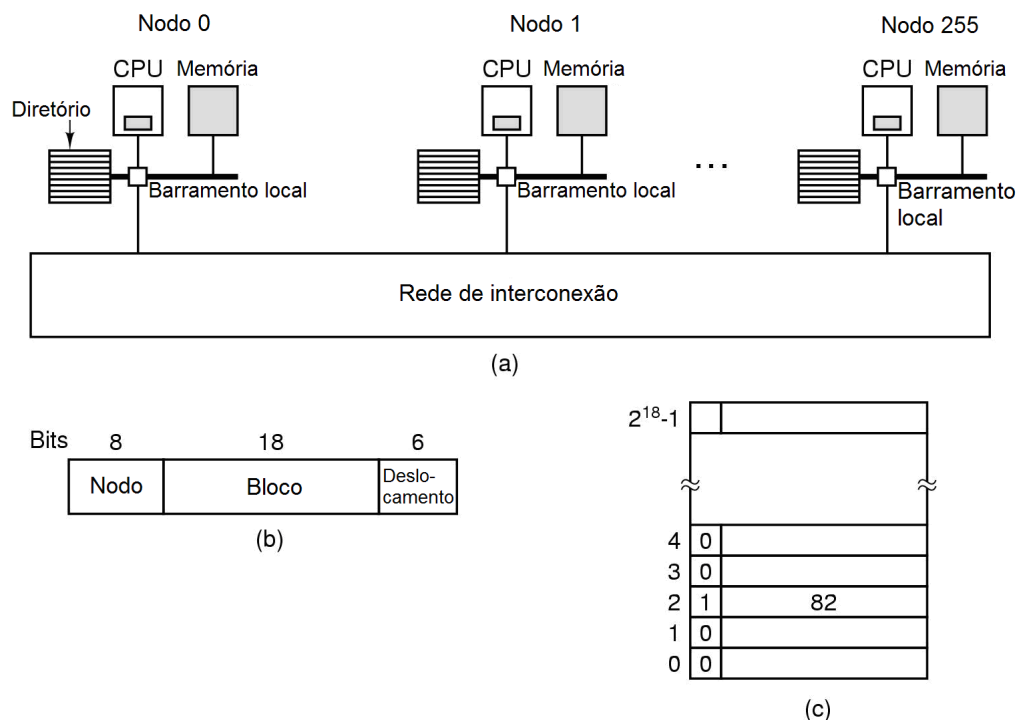 Nodo 0
Nodo 1
Nodo 255
CPU Memória
CPU Memória
CPU Memória
Diretório
...
Barramento local
Barramento local
Barramento
local
Rede de interconexão
(a)
Bits 8 18 6
Nodo
Bloco
Deslo-
camento
(b)
2^18-1
4 0
3 0
2 1 82
1 0
0 0
(c)